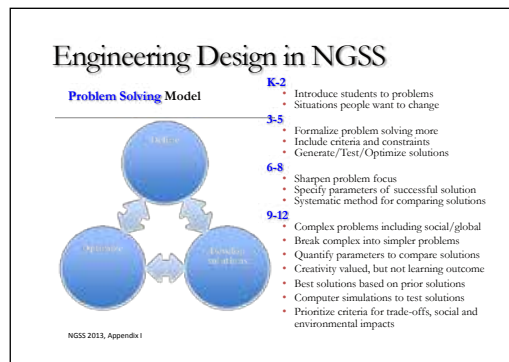 Engineering Design in NGSS
Problem Solving Model
Define
Optimize
Develop
solutions
K-2
• Introduce students to problems
• Situations people want to change
3-5
• Formalize problem solving more
• Include criteria and constraints
• Generate/Test/Optimize solutions
6-8
• Sharpen problem focus
• Specify parameters of successful solution
• Systematic method for comparing solutions
9-12
• Complex problems including social/global
• Break complex into simpler problems
• Quantify parameters to compare solutions
• Creativity valued, but not learning outcome
• Best solutions based on prior solutions
• Computer simulations to test solutions
• Prioritize criteria for trade-offs, social and
environmental impacts
NGSS 2013, Appendix I